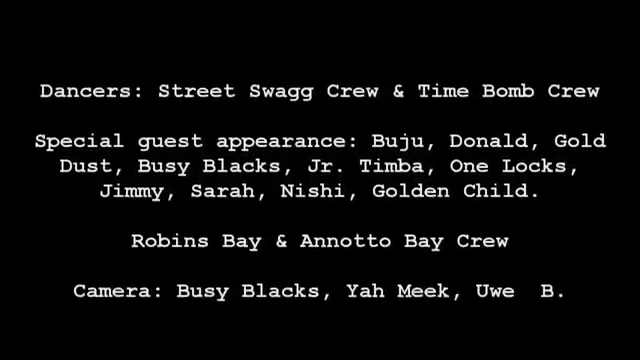 Dancers: Street Swagg Crew & Time Bomb Crew
Special guest appearance: Buju, Donald, Gold
Dust, Busy Blacks, Jr. Timba, One Locks,
Jimmy, Sarah, Nishi, Golden Child.
Robins Bay & Annotto Bay Crew
Camera: Busy Blacks, Yah Meek, Uwe  B.